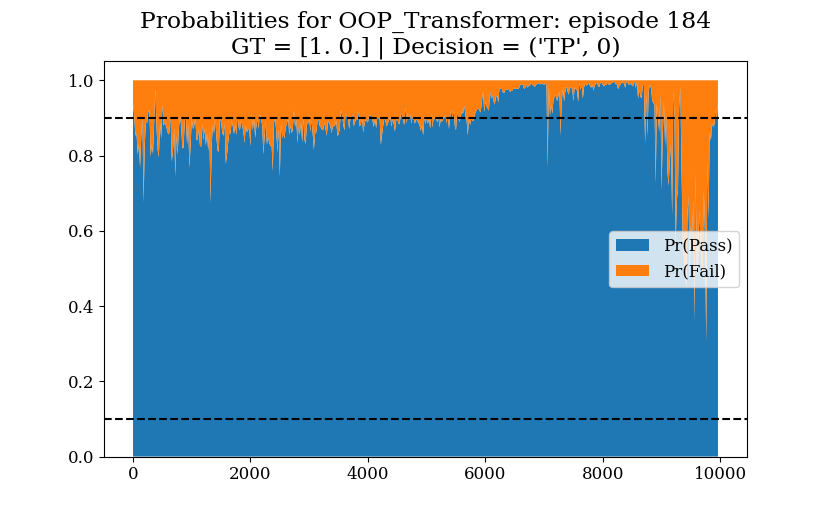 Probabilities for OOP_Transformer: episode 184
GT = [1. 0.] | Decision = ('TP', 0)
1.0
0.8
0.6
0.4
0.2
0.0
Pr(Pass)
Pr(Fail)
0 2000 4000 6000 8000 10000